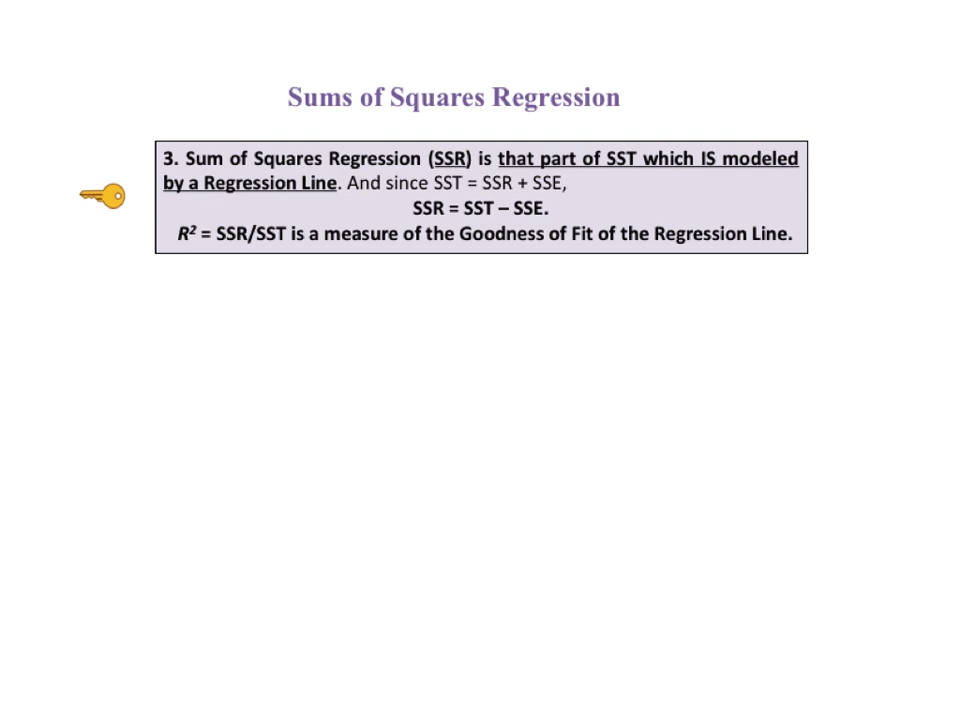 Sums of Squares Regression
3. Sum of Squares Regression (SSR) is that part of SST which IS modeled
by a Regression Line. And since SST = SSR + SSE,
SSR = SST – SSE.
R² = SSR/SST is a measure of the Goodness of Fit of the Regression Line.